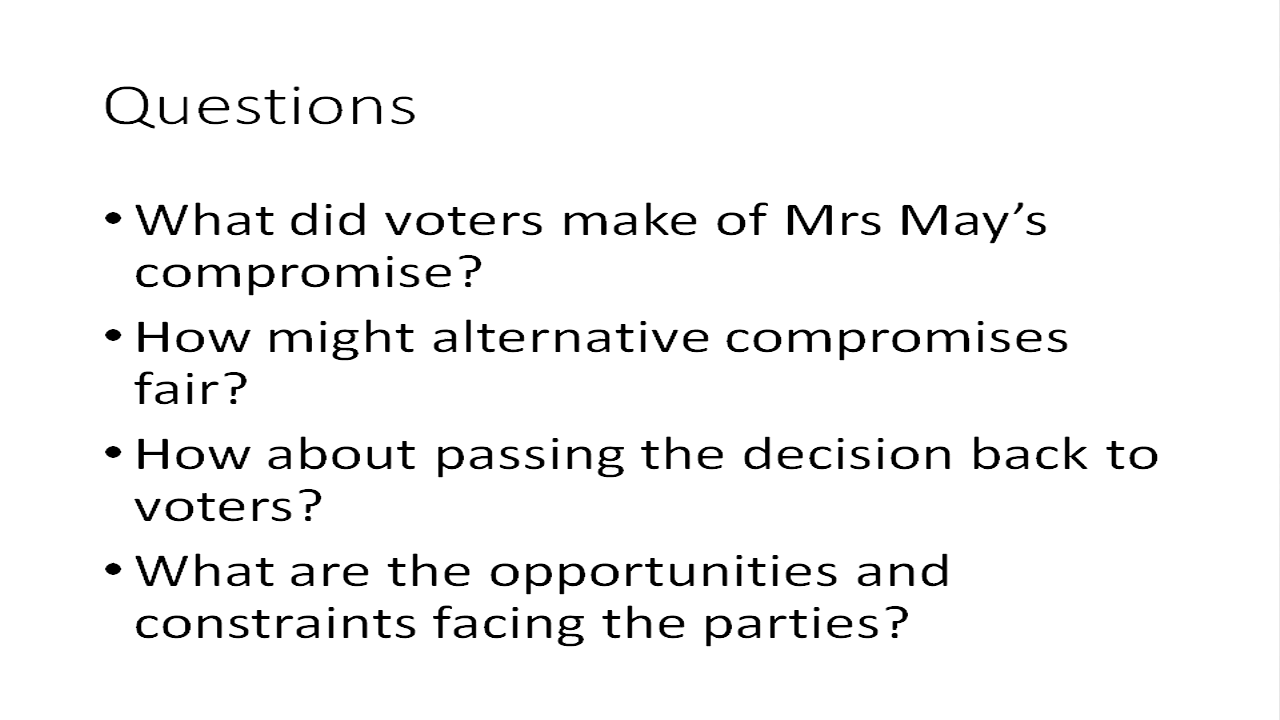 Questions
• What did voters make of Mrs May’s
compromise?
• How might alternative compromises
fair?
• How about passing the decision back to
voters?
• What are the opportunities and
constraints facing the parties?